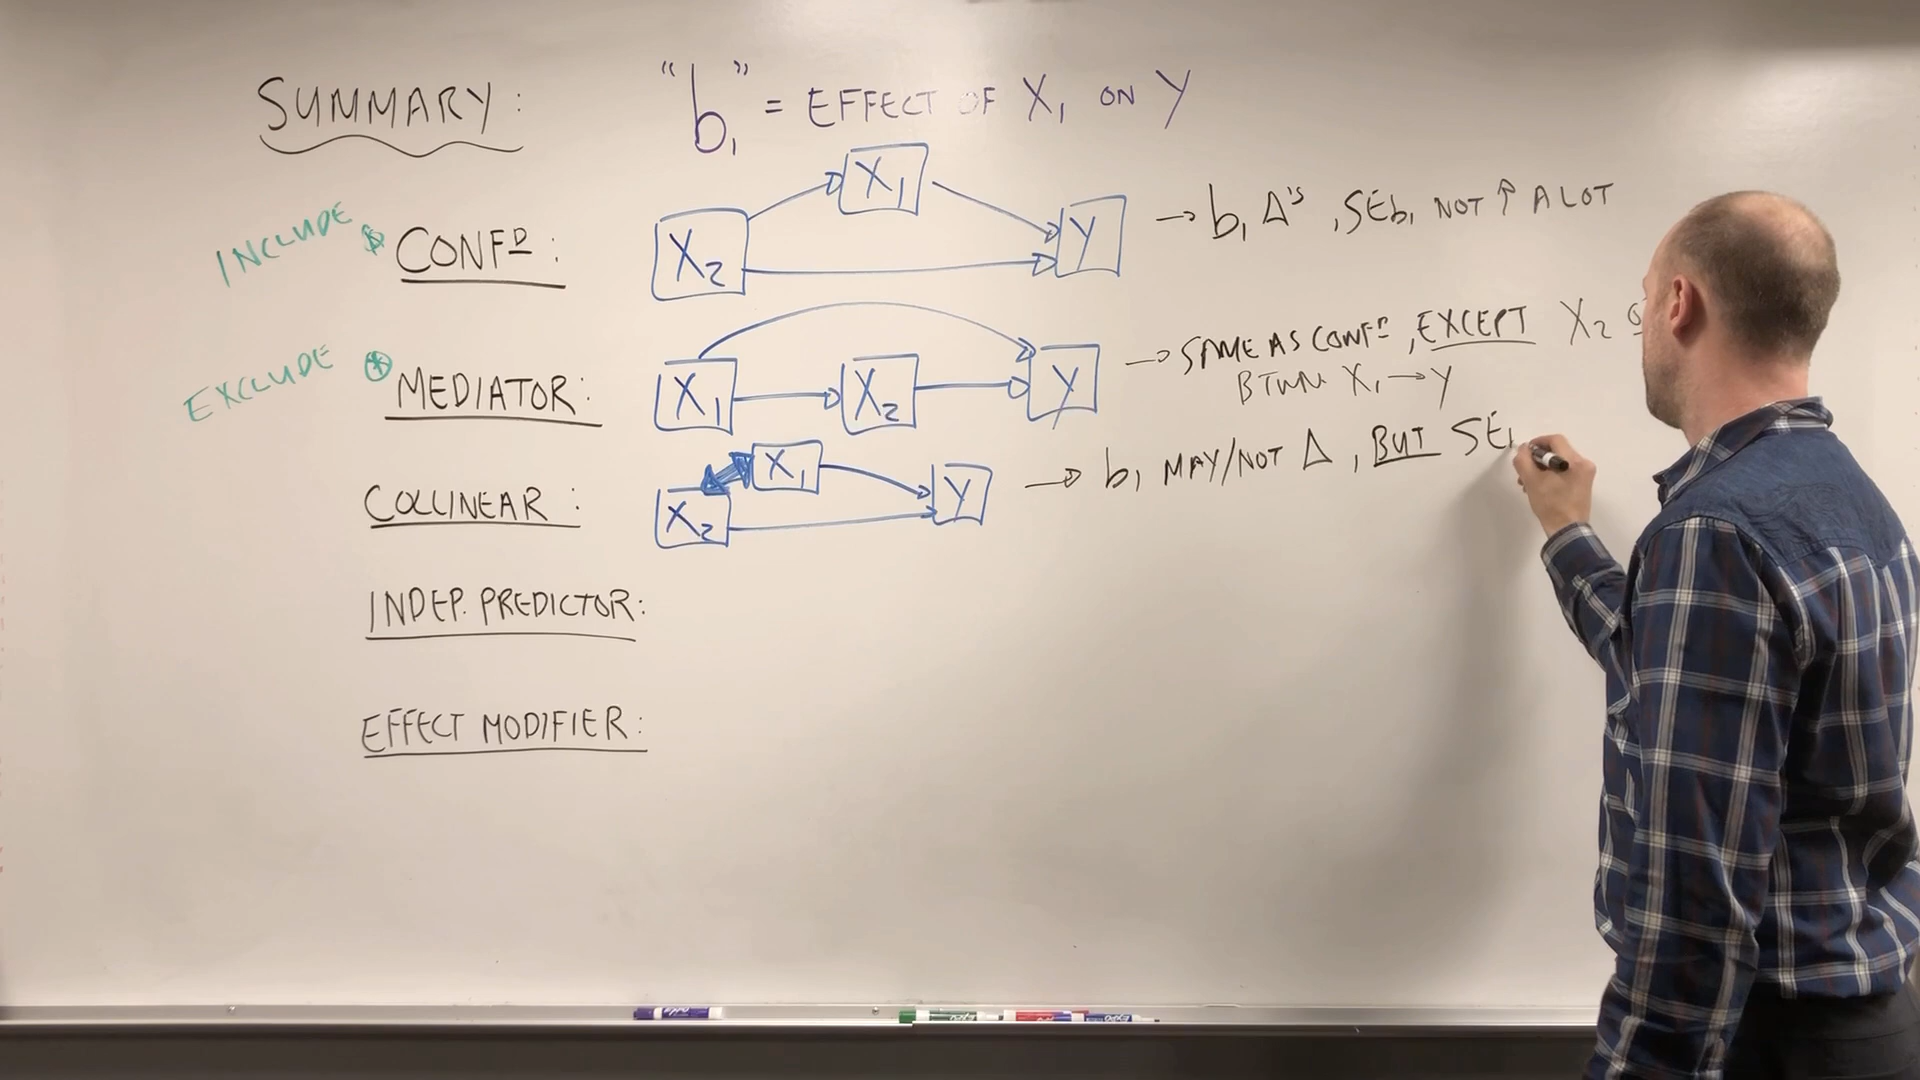 SUMMARY: "b₁" = EFFECT OF X₁ ON Y
INCLUDE CONFᴰ: X₂ X₁ Y → b₁ Δ'S, SEb₁ NOT ↑ A LOT
EXCLUDE * MEDIATOR: X₁ X₂ Y → SAME AS CONFᴰ, EXCEPT X₂
BTWN X₁ → Y
COLLINEAR: X₂ X₁ Y → b₁ MAY/NOT Δ, BUT SE
INDEP. PREDICTOR:
EFFECT MODIFIER: